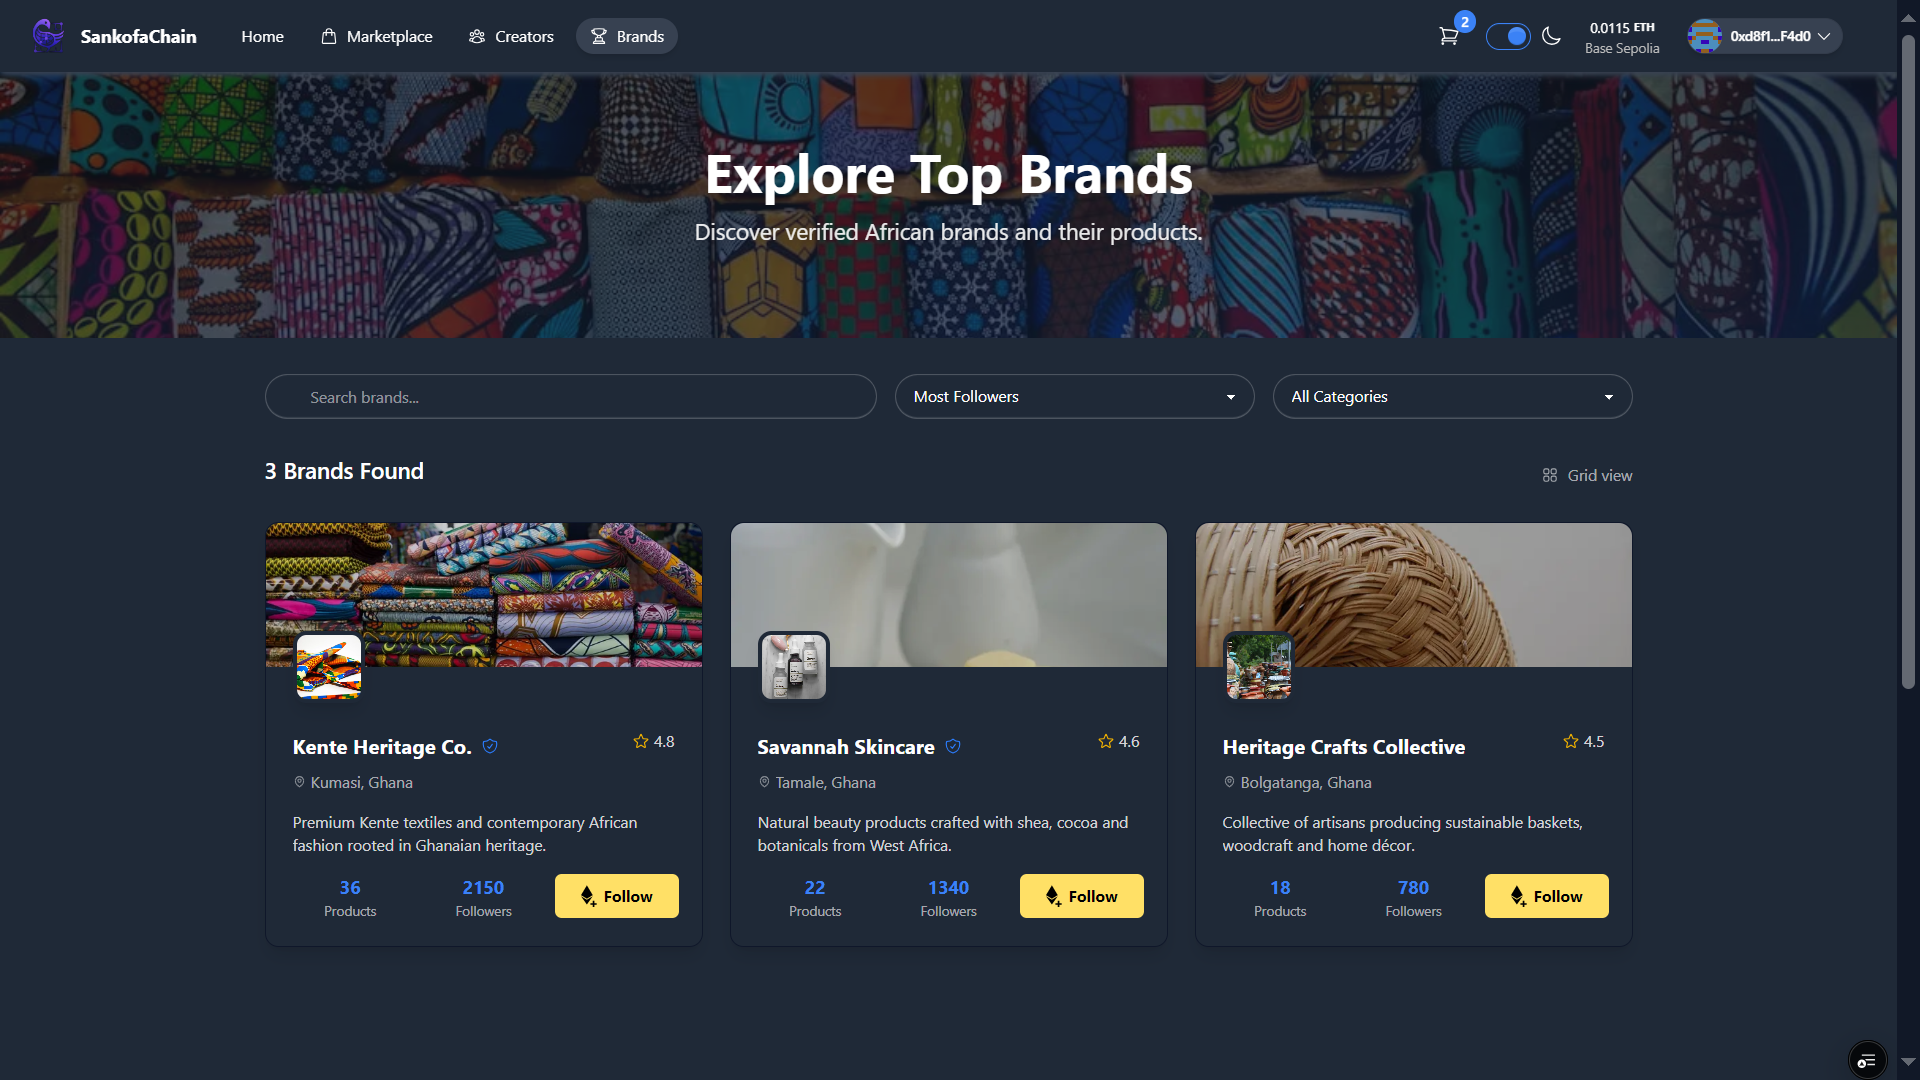 SankofaChain
Home
Marketplace
Creators
Brands
2
0.0115 ETH
Base Sepolia
0xd8f1...F4d0
Explore Top Brands
Discover verified African brands and their products.
Search brands...
Most Followers
All Categories
3 Brands Found
Grid view
Kente Heritage Co.
4.8
Kumasi, Ghana
Premium Kente textiles and contemporary African
fashion rooted in Ghanaian heritage.
36
Products
2150
Followers
Follow
Savannah Skincare
4.6
Tamale, Ghana
Natural beauty products crafted with shea, cocoa and
botanicals from West Africa.
22
Products
1340
Followers
Follow
Heritage Crafts Collective
4.5
Bolgatanga, Ghana
Collective of artisans producing sustainable baskets,
woodcraft and home décor.
18
Products
780
Followers
Follow